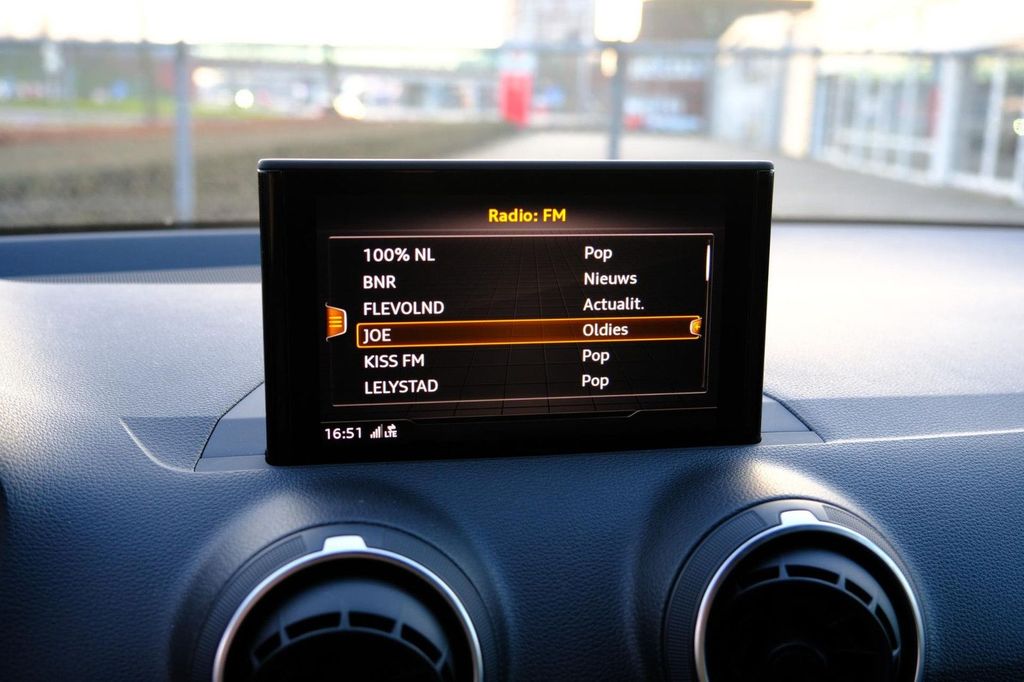 Radio: FM
100% NL Pop
BNR Nieuws
FLEVOLND Actualit.
JOE Oldies
KISS FM Pop
LELYSTAD Pop
16:51 LTE